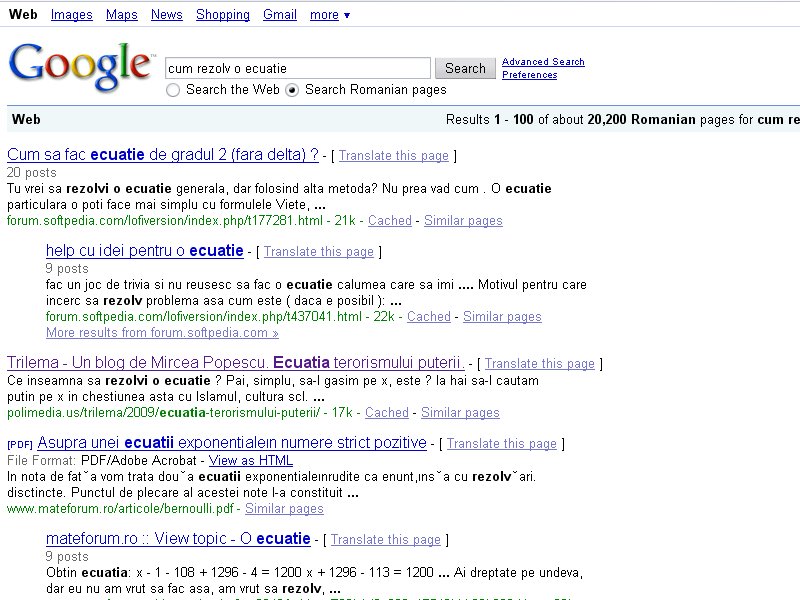 Web Images Maps News Shopping Gmail more ▼
Google™ cum rezolv o ecuatie Search Advanced Search
Preferences
Search the Web Search Romanian pages
Web Results 1 - 100 of about 20,200 Romanian pages for cum re
Cum sa fac ecuatie de gradul 2 (fara delta) ? - [ Translate this page ]
20 posts
Tu vrei sa rezolvi o ecuatie generala, dar folosind alta metoda? Nu prea vad cum . O ecuatie
particulara o poti face mai simplu cu formulele Viete, ...
forum.softpedia.com/lofiversion/index.php/t177281.html - 21k - Cached - Similar pages
help cu idei pentru o ecuatie - [ Translate this page ]
9 posts
fac un joc de trivia si nu reusesc sa fac o ecuatie calumea care sa imi .... Motivul pentru care
incerc sa rezolv problema asa cum este ( daca e posibil ): ...
forum.softpedia.com/lofiversion/index.php/t437041.html - 22k - Cached - Similar pages
More results from forum.softpedia.com »
Trilema - Un blog de Mircea Popescu. Ecuatia terorismului puterii. - [ Translate this page ]
Ce inseamna sa rezolvi o ecuatie ? Pai, simplu, sa-l gasim pe x, este ? Ia hai sa-l cautam
putin pe x in chestiunea asta cu Islamul, cultura scl. ...
polimedia.us/trilema/2009/ecuatia-terorismului-puterii/ - 17k - Cached - Similar pages
[PDF] Asupra unei ecuatii exponentialeın numere strict pozitive - [ Translate this page ]
File Format: PDF/Adobe Acrobat - View as HTML
In nota de fat˘a vom trata dou˘a ecuatii exponentialeınrudite ca enunt,ıns˘a cu rezolv˘ari.
disctincte. Punctul de plecare al acestei note l-a constituit ...
www.mateforum.ro/articole/bernoulli.pdf - Similar pages
mateforum.ro :: View topic - O ecuatie - [ Translate this page ]
9 posts
Obtin ecuatia: x - 1 - 108 + 1296 - 4 = 1200 x + 1296 - 113 = 1200 ... Ai dreptate pe undeva,
dar eu nu am vrut sa fac asa, am vrut sa rezolv, ...